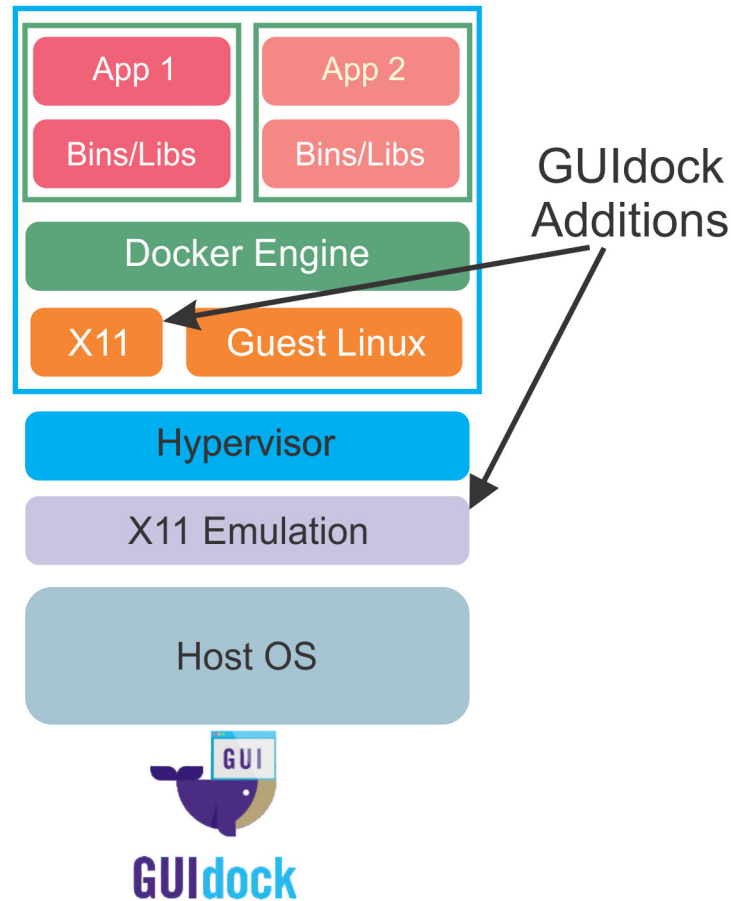 App 1
App 2
Bins/Libs
Bins/Libs
GUIdock
Additions
Docker Engine
X11
Guest Linux
Hypervisor
X11 Emulation
Host OS
GUI
GUIdock